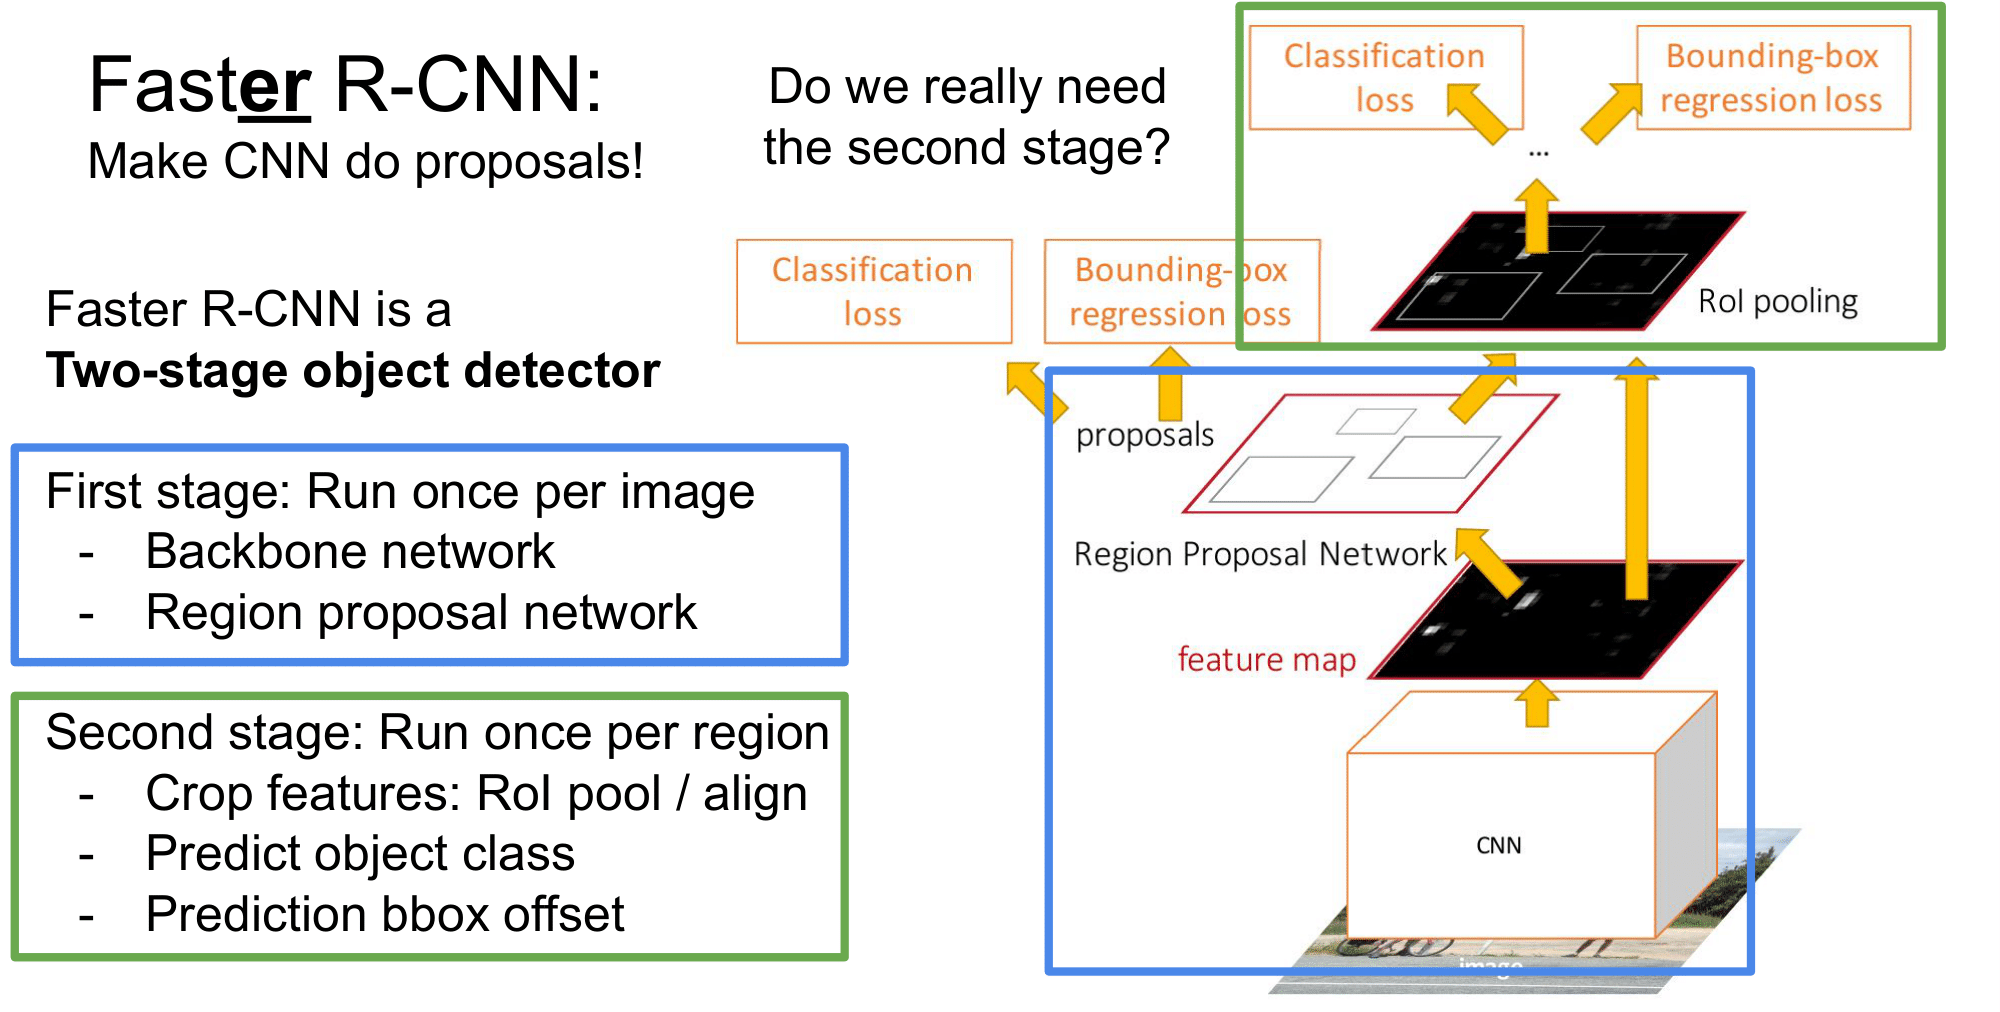 Faster R-CNN:
Make CNN do proposals!
Do we really need
the second stage?
Faster R-CNN is a
Two-stage object detector
First stage: Run once per image
- Backbone network
- Region proposal network
Second stage: Run once per region
- Crop features: RoI pool / align
- Predict object class
- Prediction bbox offset
Classification
loss
Bounding-box
regression loss
...
RoI pooling
Classification
loss
Bounding-box
regression loss
proposals
Region Proposal Network
feature map
CNN
image